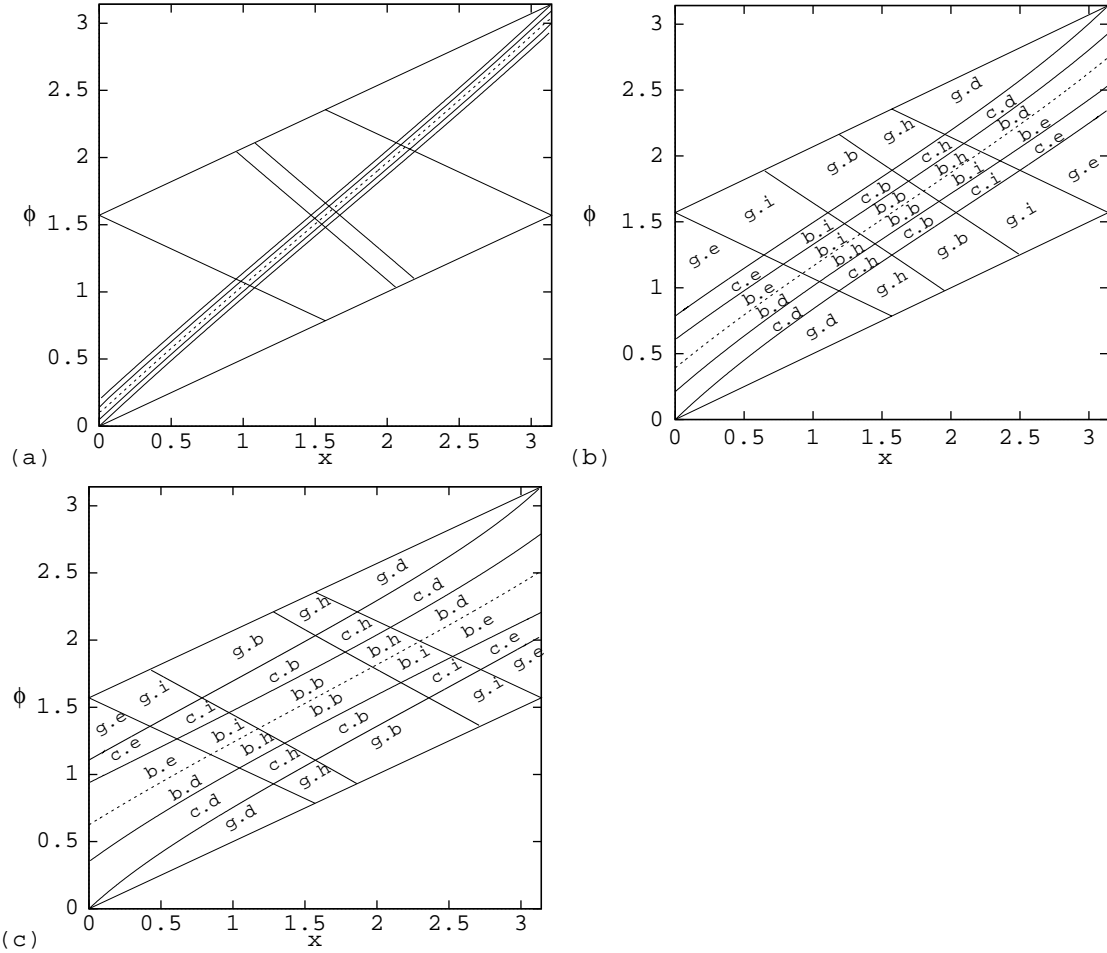 3
2.5
2
ϕ
1.5
1
0.5
0
0 0.5 1 1.5 2 2.5 3
(a) x
3
2.5
2
ϕ
1.5
1
0.5
0
g.d
g.h c.d
g.b c.h b.d
b.h b.e
g.i c.b b.i c.e
b.b c.i g.e
g.e b.i b.b g.i
b.i c.b
c.e b.h g.b
b.e c.h
b.d g.h
c.d g.d
0 0.5 1 1.5 2 2.5 3
(b) x
3
2.5
2
ϕ
1.5
1
0.5
0
g.d
g.h c.d
g.b c.h b.d
b.h b.e
c.b b.i c.e
g.i b.b c.i g.e
g.e c.i b.b g.i
b.i c.b
c.e b.h g.b
b.e c.h
b.d g.h
c.d
g.d
0 0.5 1 1.5 2 2.5 3
(c) x